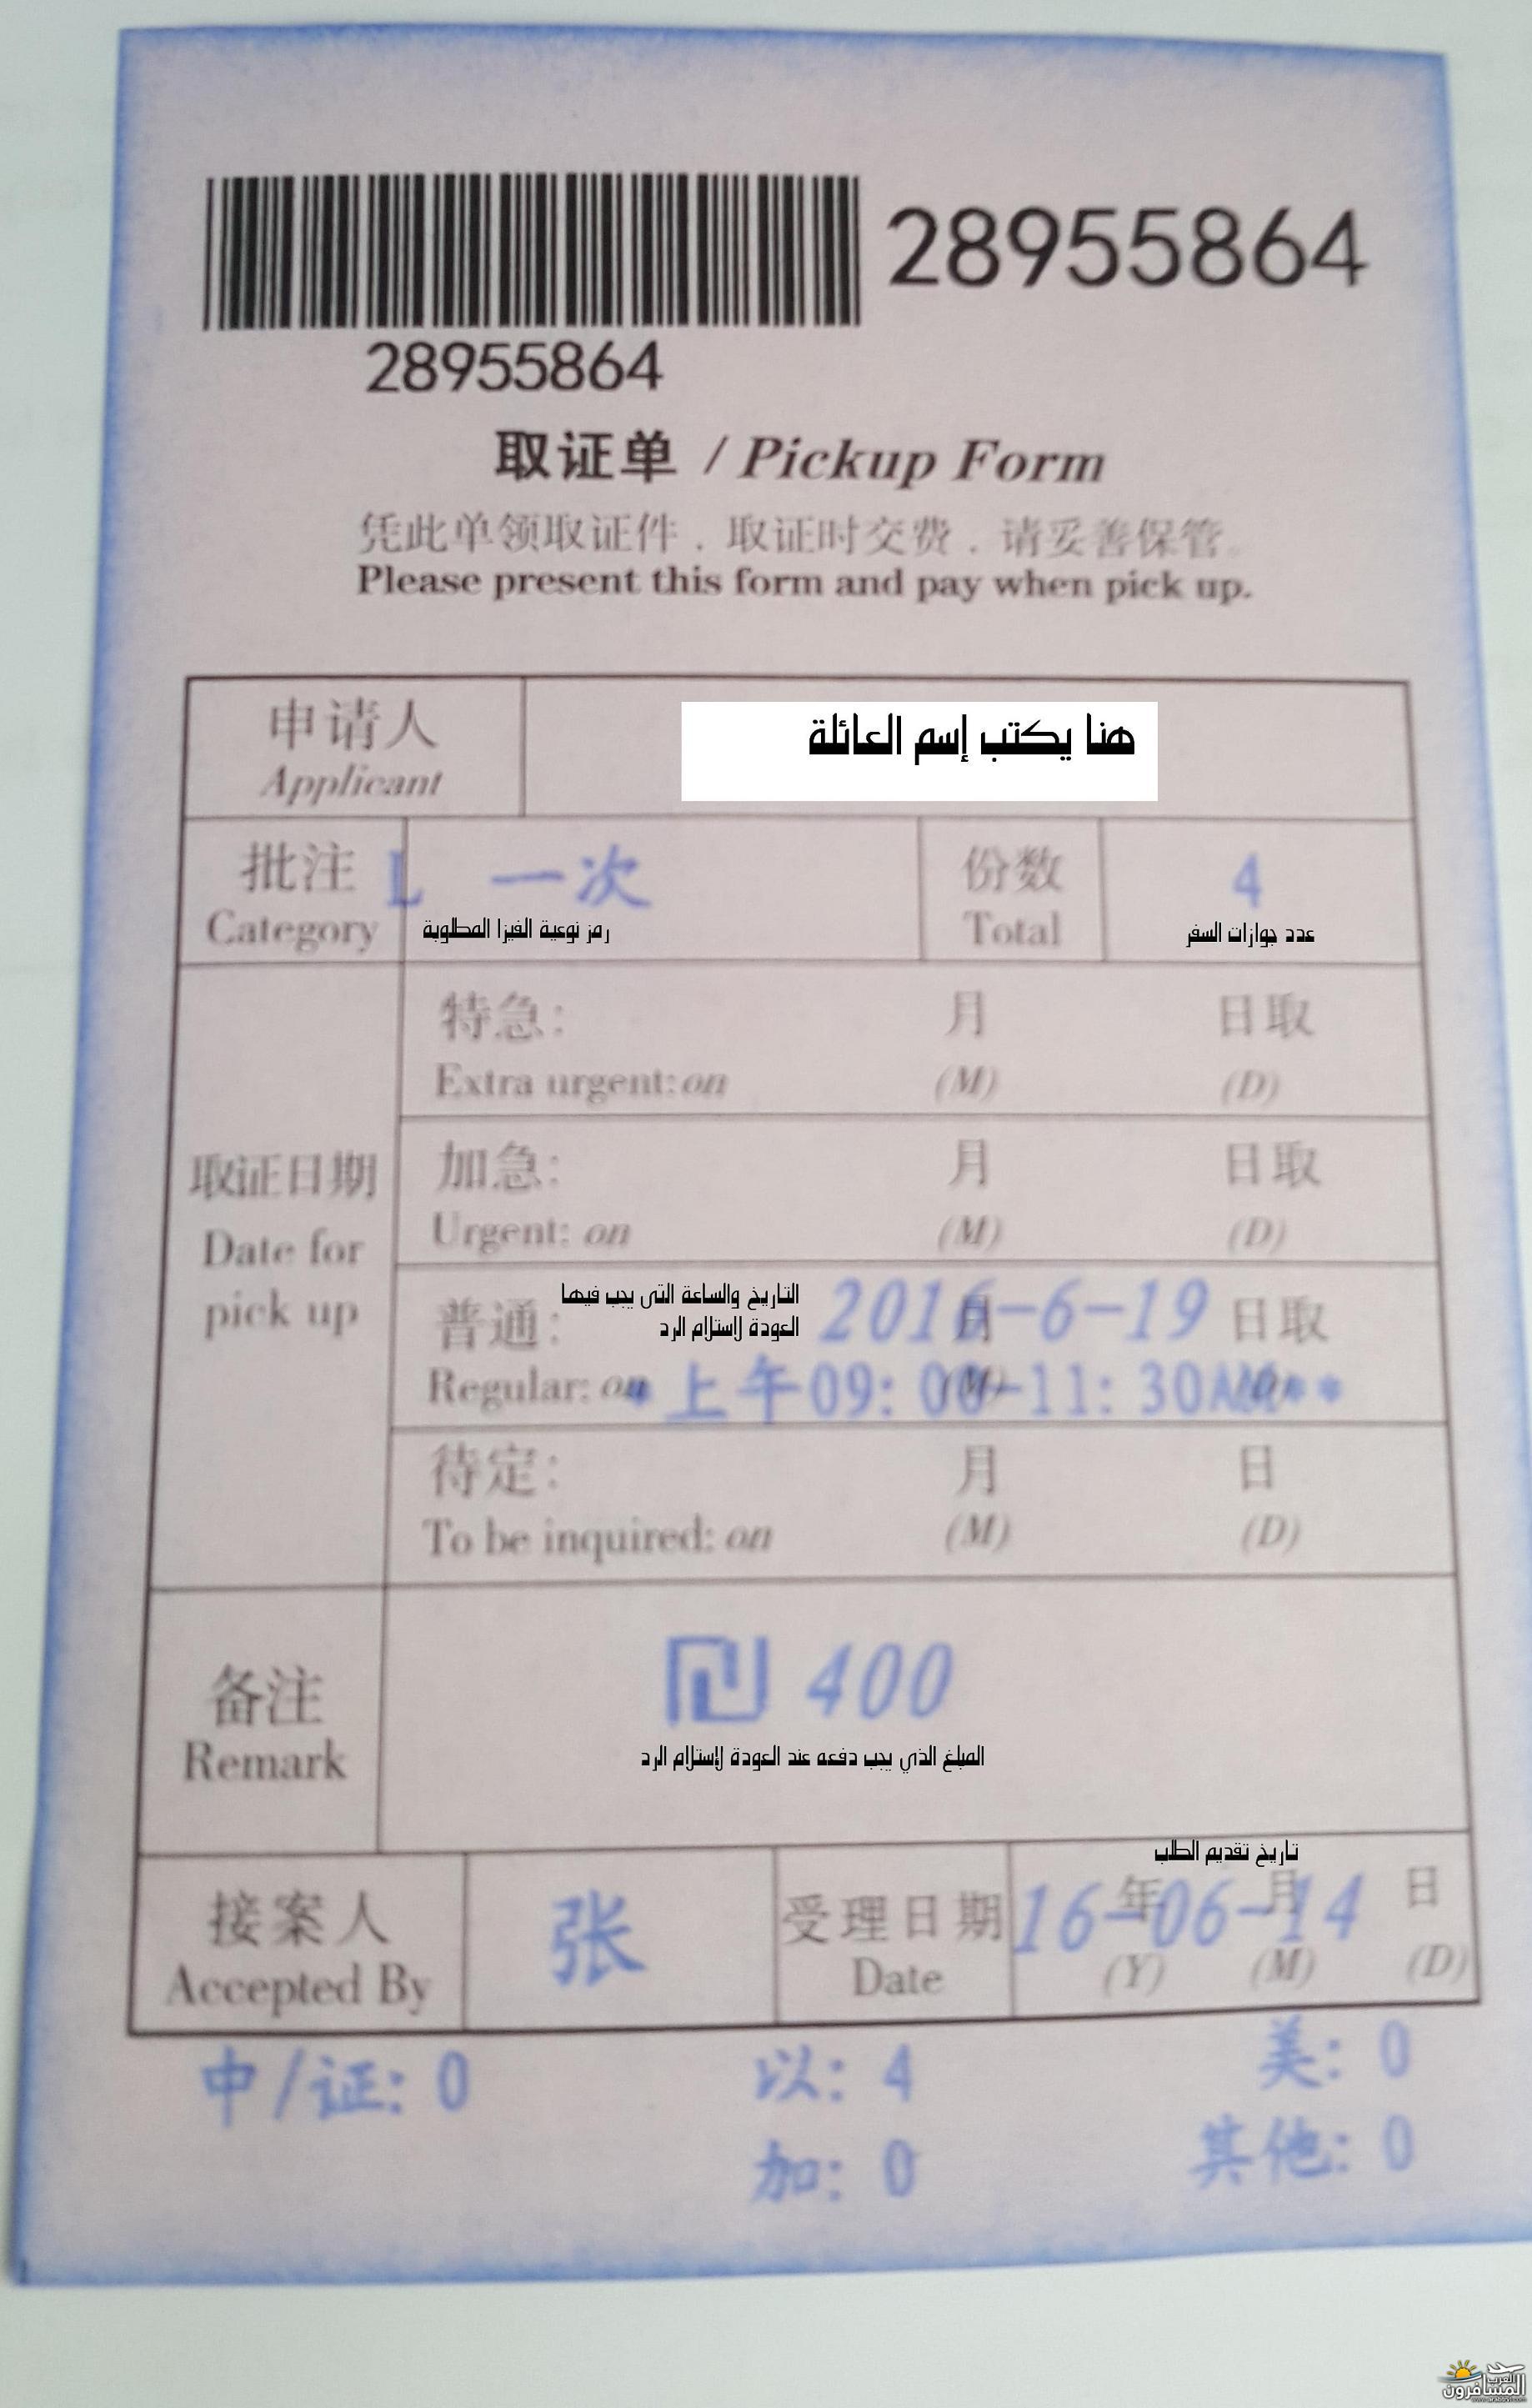 28955864
28955864
取证单 / Pickup Form
凭此单领取证件．取证时交费．请妥善保管。
Please present this form and pay when pick up.
申请人
Applicant
هنا يكتب إسم العائلة
批注 L 一次
Category
رمز نوعية الفيزا المطلوبة
份数 4
Total
عدد جوازات السفر
取证日期
Date for
pick up
特急: 月 日取
Extra urgent: on (M) (D)
加急: 月 日取
Urgent: on (M) (D)
التاريخ والساعة التى يجب فيها
العودة لاستلام الرد
普通: 2016-6-19 月 日取
Regular: on *上午09:00-11:30AM** (M)
待定: 月 日
To be inquired: on (M) (D)
备注
Remark
₪ 400
المبلغ الذي يجب دفعه عند العودة لإستلام الرد
接案人
Accepted By
张
受理日期
Date
تاريخ تقديم الطلب
16-06-14 年 月 日
(Y) (M) (D)
中/证: 0 以: 4 美: 0
加: 0 其他: 0
المسافرون العرب